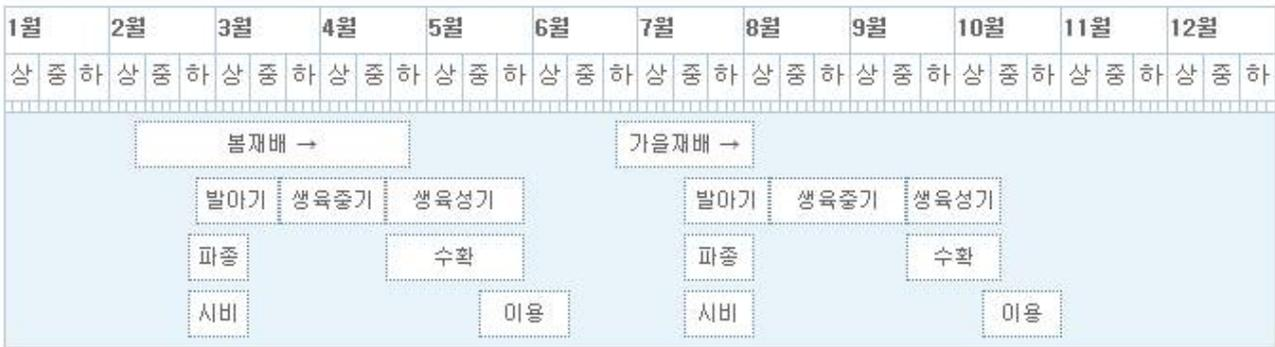 1월 2월 3월 4월 5월 6월 7월 8월 9월 10월 11월 12월
상 중 하 상 중 하 상 중 하 상 중 하 상 중 하 상 중 하 상 중 하 상 중 하 상 중 하 상 중 하 상 중 하 상 중 하
봄재배 → 가을재배 →
발아기 생육중기 생육성기 발아기 생육중기 생육성기
파종 수확 파종 수확
시비 이용 시비 이용